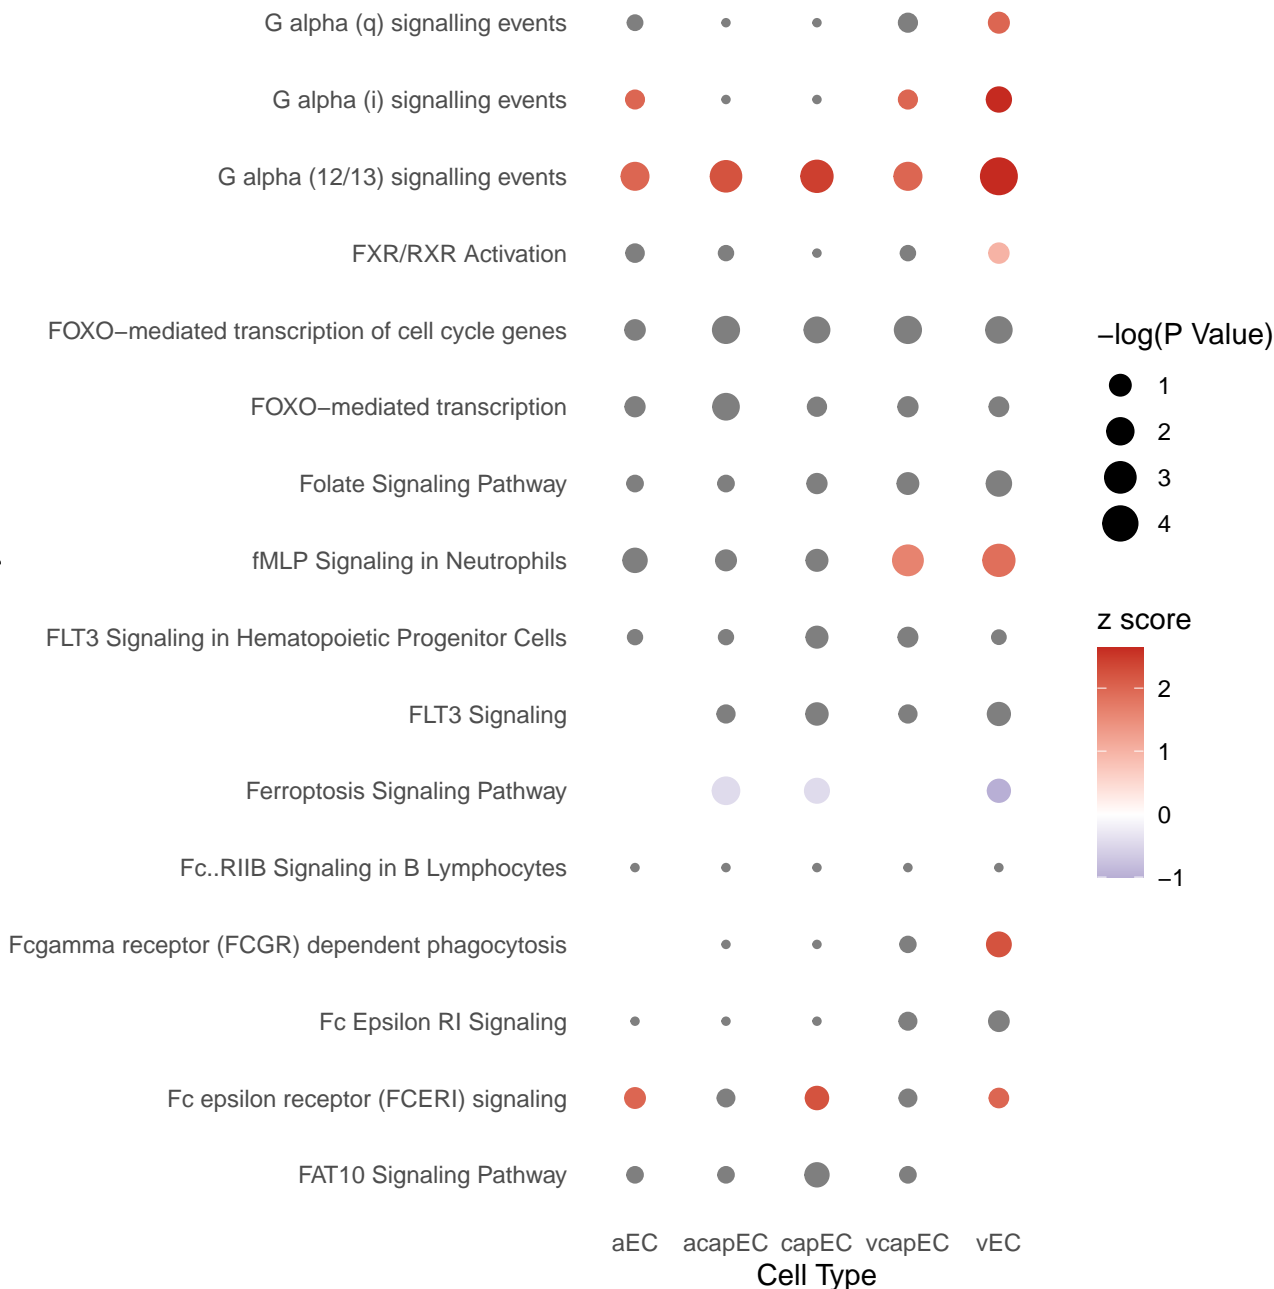 G alpha (q) signalling events
G alpha (i) signalling events
G alpha (12/13) signalling events
FXR/RXR Activation
FOXO−mediated transcription of cell cycle genes
FOXO−mediated transcription
Folate Signaling Pathway
fMLP Signaling in Neutrophils
FLT3 Signaling in Hematopoietic Progenitor Cells
FLT3 Signaling
Ferroptosis Signaling Pathway
Fc..RIIB Signaling in B Lymphocytes
Fcgamma receptor (FCGR) dependent phagocytosis
Fc Epsilon RI Signaling
Fc epsilon receptor (FCERI) signaling
FAT10 Signaling Pathway
aEC acapEC capEC vcapEC vEC
Cell Type
−log(P Value)
1
2
3
4
z score
2
1
0
−1